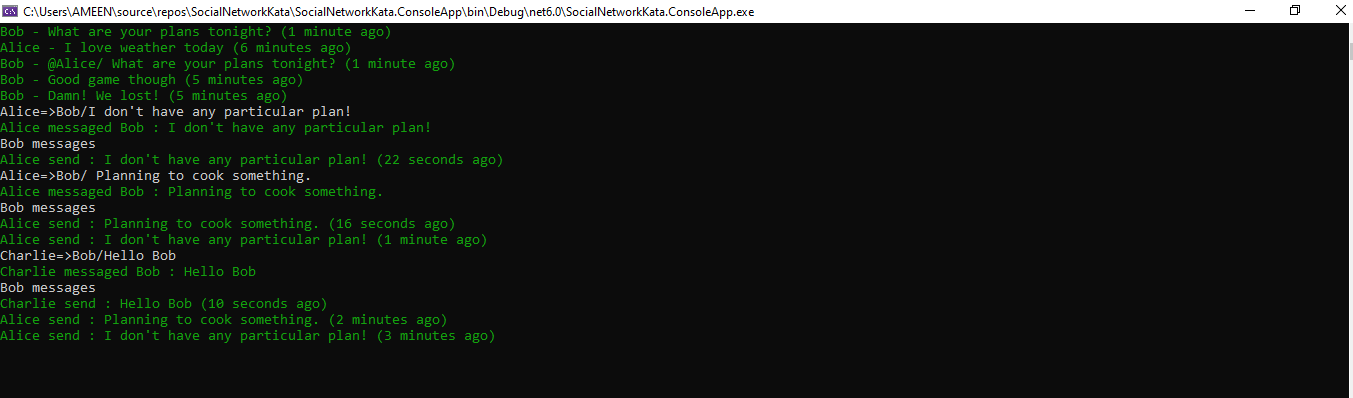 C:\Users\AMEEN\source\repos\SocialNetworkKata\SocialNetworkKata.ConsoleApp\bin\Debug\net6.0\SocialNetworkKata.ConsoleApp.exe
Bob - What are your plans tonight? (1 minute ago)
Alice - I love weather today (6 minutes ago)
Bob - @Alice/ What are your plans tonight? (1 minute ago)
Bob - Good game though (5 minutes ago)
Bob - Damn! We lost! (5 minutes ago)
Alice=>Bob/I don't have any particular plan!
Alice messaged Bob : I don't have any particular plan!
Bob messages
Alice send : I don't have any particular plan! (22 seconds ago)
Alice=>Bob/ Planning to cook something.
Alice messaged Bob : Planning to cook something.
Bob messages
Alice send : Planning to cook something. (16 seconds ago)
Alice send : I don't have any particular plan! (1 minute ago)
Charlie=>Bob/Hello Bob
Charlie messaged Bob : Hello Bob
Bob messages
Charlie send : Hello Bob (10 seconds ago)
Alice send : Planning to cook something. (2 minutes ago)
Alice send : I don't have any particular plan! (3 minutes ago)